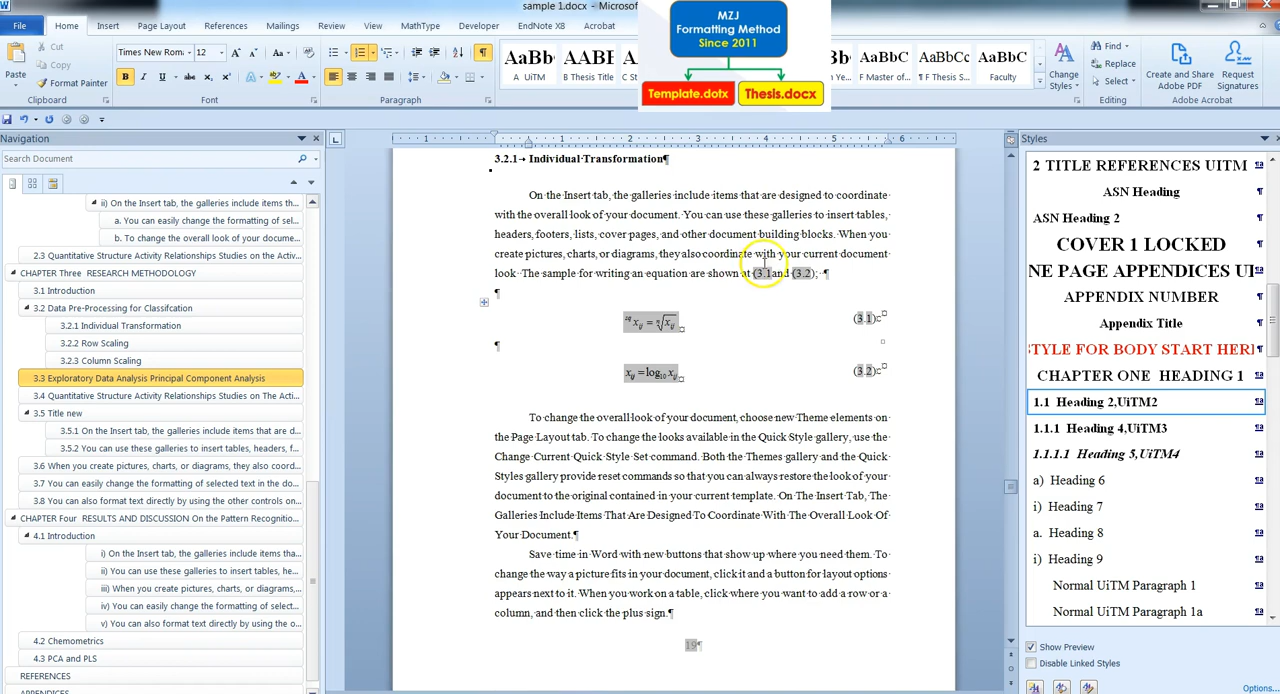 sample 1.docx - Microsof
MZJ
Formatting Method
Since 2011
Template.dotx
Thesis.docx
File
Home
Insert
Page Layout
References
Mailings
Review
View
MathType
Developer
EndNote X8
Acrobat
Cut
Copy
Format Painter
Paste
Clipboard
Times New Rom
12
Font
Paragraph
A UiTM
B Thesis Title
C St
F Master of...
¶ F Thesis S...
Faculty
Change
Styles
Find
Replace
Select
Editing
Create and Share
Adobe PDF
Request
Signatures
Adobe Acrobat
Navigation
Search Document
ii) On the Insert tab, the galleries include items th...
a. You can easily change the formatting of sel...
b. To change the overall look of your docume...
2.3 Quantitative Structure Activity Relationships Studies on the Acti...
CHAPTER Three RESEARCH METHODOLOGY
3.1 Introduction
3.2 Data Pre-Processing for Classifcation
3.2.1 Individual Transformation
3.2.2 Row Scaling
3.2.3 Column Scaling
3.3 Exploratory Data Analysis Principal Component Analysis
3.4 Quantitative Structure Activity Relationships Studies on The Acti...
3.5 Title new
3.5.1 On the Insert tab, the galleries include items that are d...
3.5.2 You can use these galleries to insert tables, headers, f...
3.6 When you create pictures, charts, or diagrams, they also coord...
3.7 You can easily change the formatting of selected text in the do...
3.8 You can also format text directly by using the other controls on...
CHAPTER Four RESULTS AND DISCUSSION On the Pattern Recognitio...
4.1 Introduction
i) On the Insert tab, the galleries include items tha...
ii) You can use these galleries to insert tables, hea...
iii) When you create pictures, charts, or diagrams,...
iv) You can easily change the formatting of select...
v) You can also format text directly by using the o...
4.2 Chemometrics
4.3 PCA and PLS
REFERENCES
APPENDICES
3.2.1 Individual Transformation¶
On the Insert tab, the galleries include items that are designed to coordinate
with the overall look of your document. You can use these galleries to insert tables,
headers, footers, lists, cover pages, and other document building blocks. When you
create pictures, charts, or diagrams, they also coordinate with your current document
look The sample for writing an equation are shown at (3.1 and (3.2); ¶
(3.1)
x_ij = log₁₀ x_ij (3.2)
To change the overall look of your document, choose new Theme elements on
the Page Layout tab. To change the looks available in the Quick Style gallery, use the
Change Current Quick Style Set command. Both the Themes gallery and the Quick
Styles gallery provide reset commands so that you can always restore the look of your
document to the original contained in your current template. On The Insert Tab, The
Galleries Include Items That Are Designed To Coordinate With The Overall Look Of
Your Document.¶
Save time in Word with new buttons that show up where you need them. To
change the way a picture fits in your document, click it and a button for layout options
appears next to it. When you work on a table, click where you want to add a row or a
column, and then click the plus sign.¶
19¶
Styles
2 TITLE REFERENCES UITM
ASN Heading
ASN Heading 2
COVER 1 LOCKED
NE PAGE APPENDICES UI
APPENDIX NUMBER
Appendix Title
STYLE FOR BODY START HERE
CHAPTER ONE HEADING 1
1.1 Heading 2,UiTM2
1.1.1 Heading 4,UiTM3
1.1.1.1 Heading 5,UiTM4
a) Heading 6
i) Heading 7
a. Heading 8
i) Heading 9
Normal UiTM Paragraph 1
Normal UiTM Paragraph 1a
Show Preview
Disable Linked Styles
Options...